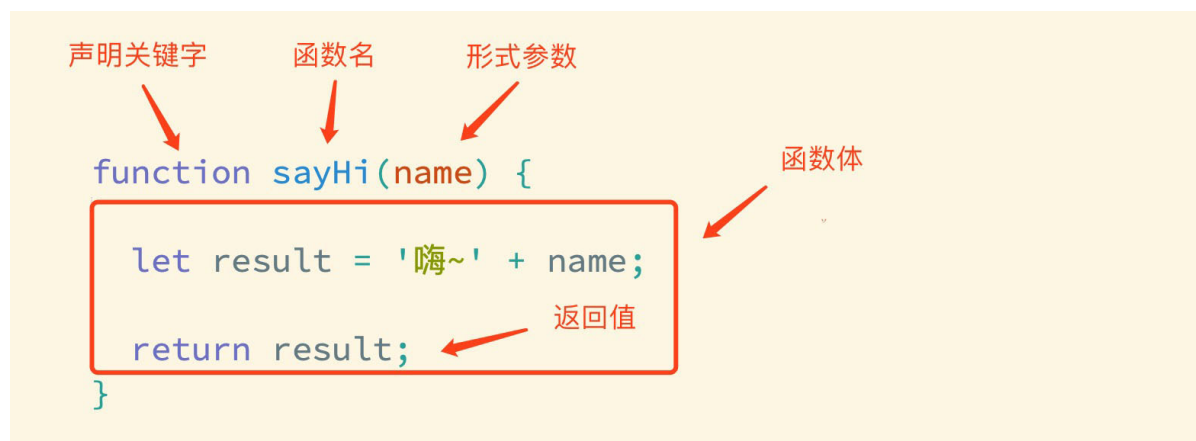 声明关键字 函数名 形式参数
函数体
function sayHi(name) {
let result = '嗨~' + name;
返回值
return result;
}